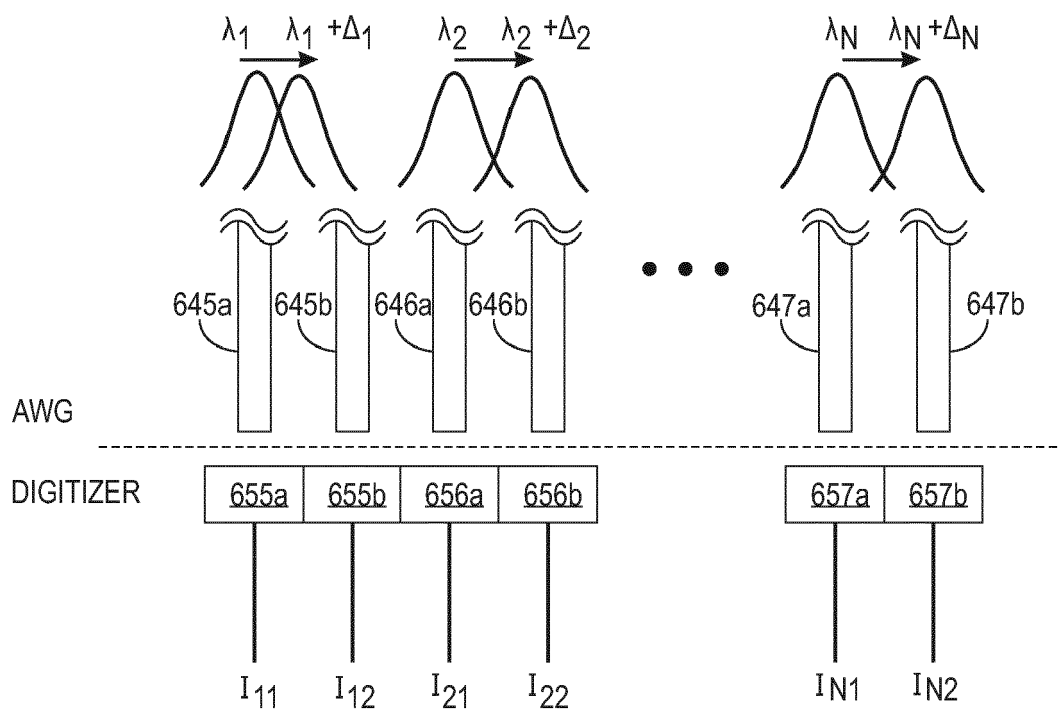 λ₁ λ₁ +Δ₁ λ₂ λ₂ +Δ₂ λN λN +ΔN
645a 645b 646a 646b 647a 647b
AWG
DIGITIZER 655a 655b 656a 656b 657a 657b
I₁₁ I₁₂ I₂₁ I₂₂ IN1 IN2